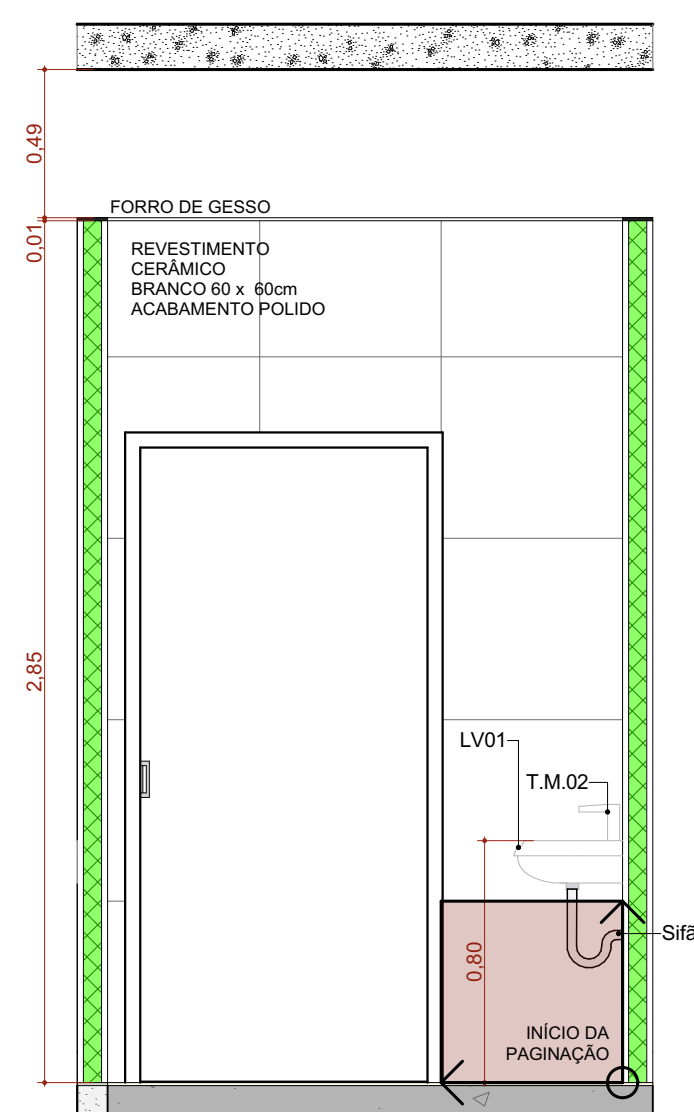 0,49
FORRO DE GESSO
0,01
REVESTIMENTO
CERÂMICO
BRANCO 60 x 60cm
ACABAMENTO POLIDO
2,85
LV01
T.M.02
Sifã
0,80
INÍCIO DA
PAGINAÇÃO